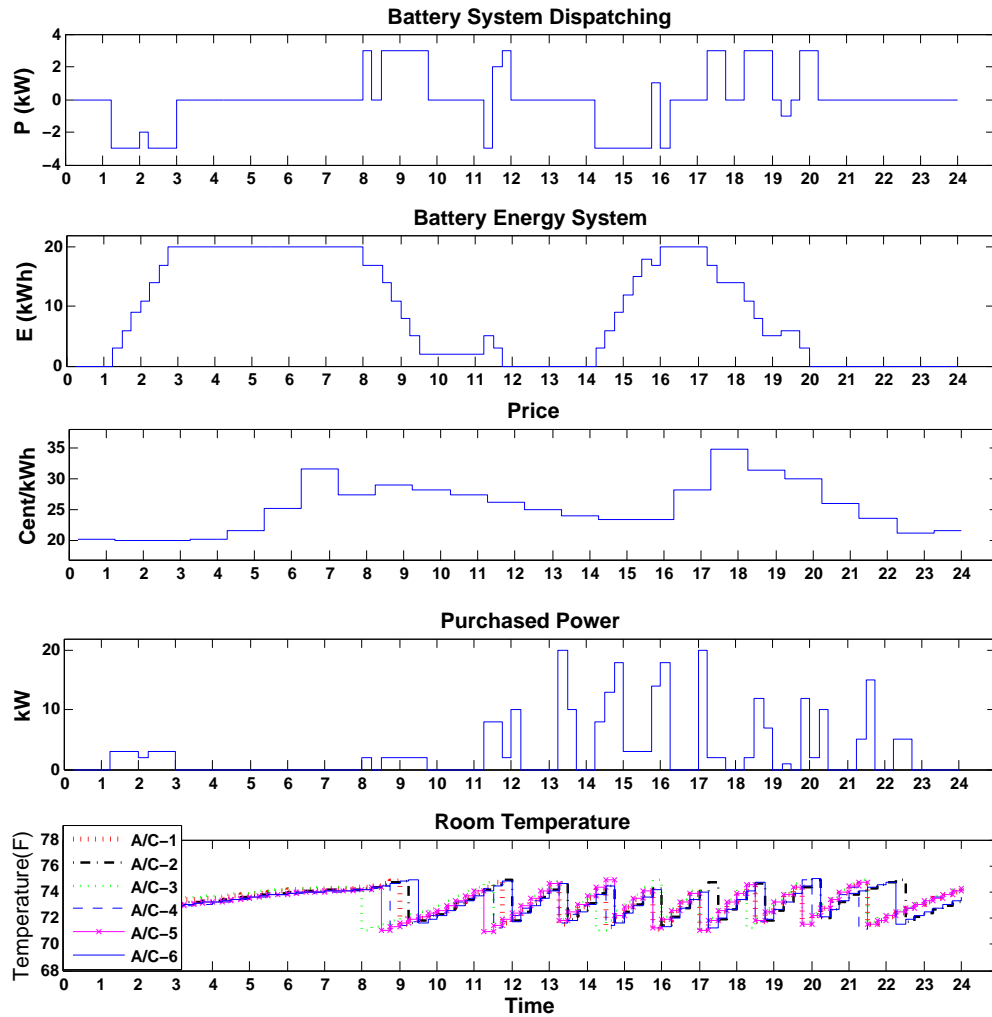 Battery System Dispatching
P (kW)
4
2
0
−2
−4
0 1 2 3 4 5 6 7 8 9 10 11 12 13 14 15 16 17 18 19 20 21 22 23 24
Battery Energy System
E (kWh)
20
10
0
0 1 2 3 4 5 6 7 8 9 10 11 12 13 14 15 16 17 18 19 20 21 22 23 24
Price
Cent/kWh
35
30
25
20
0 1 2 3 4 5 6 7 8 9 10 11 12 13 14 15 16 17 18 19 20 21 22 23 24
Purchased Power
kW
20
10
0
0 1 2 3 4 5 6 7 8 9 10 11 12 13 14 15 16 17 18 19 20 21 22 23 24
Room Temperature
Temperature(F)
78
76
74
72
70
68
A/C−1
A/C−2
A/C−3
A/C−4
A/C−5
A/C−6
0 1 2 3 4 5 6 7 8 9 10 11 12 13 14 15 16 17 18 19 20 21 22 23 24
Time